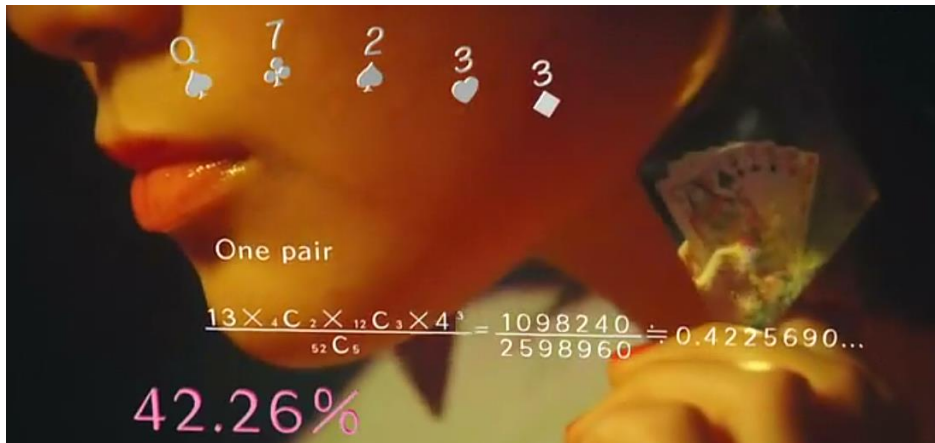 Q 7 2 3 3
♠ ♣ ♠ ♥ ♦
One pair
13×₄C₂×₁₂C₃×4³ / ₅₂C₅ = 1098240 / 2598960 ≒ 0.4225690...
42.26%